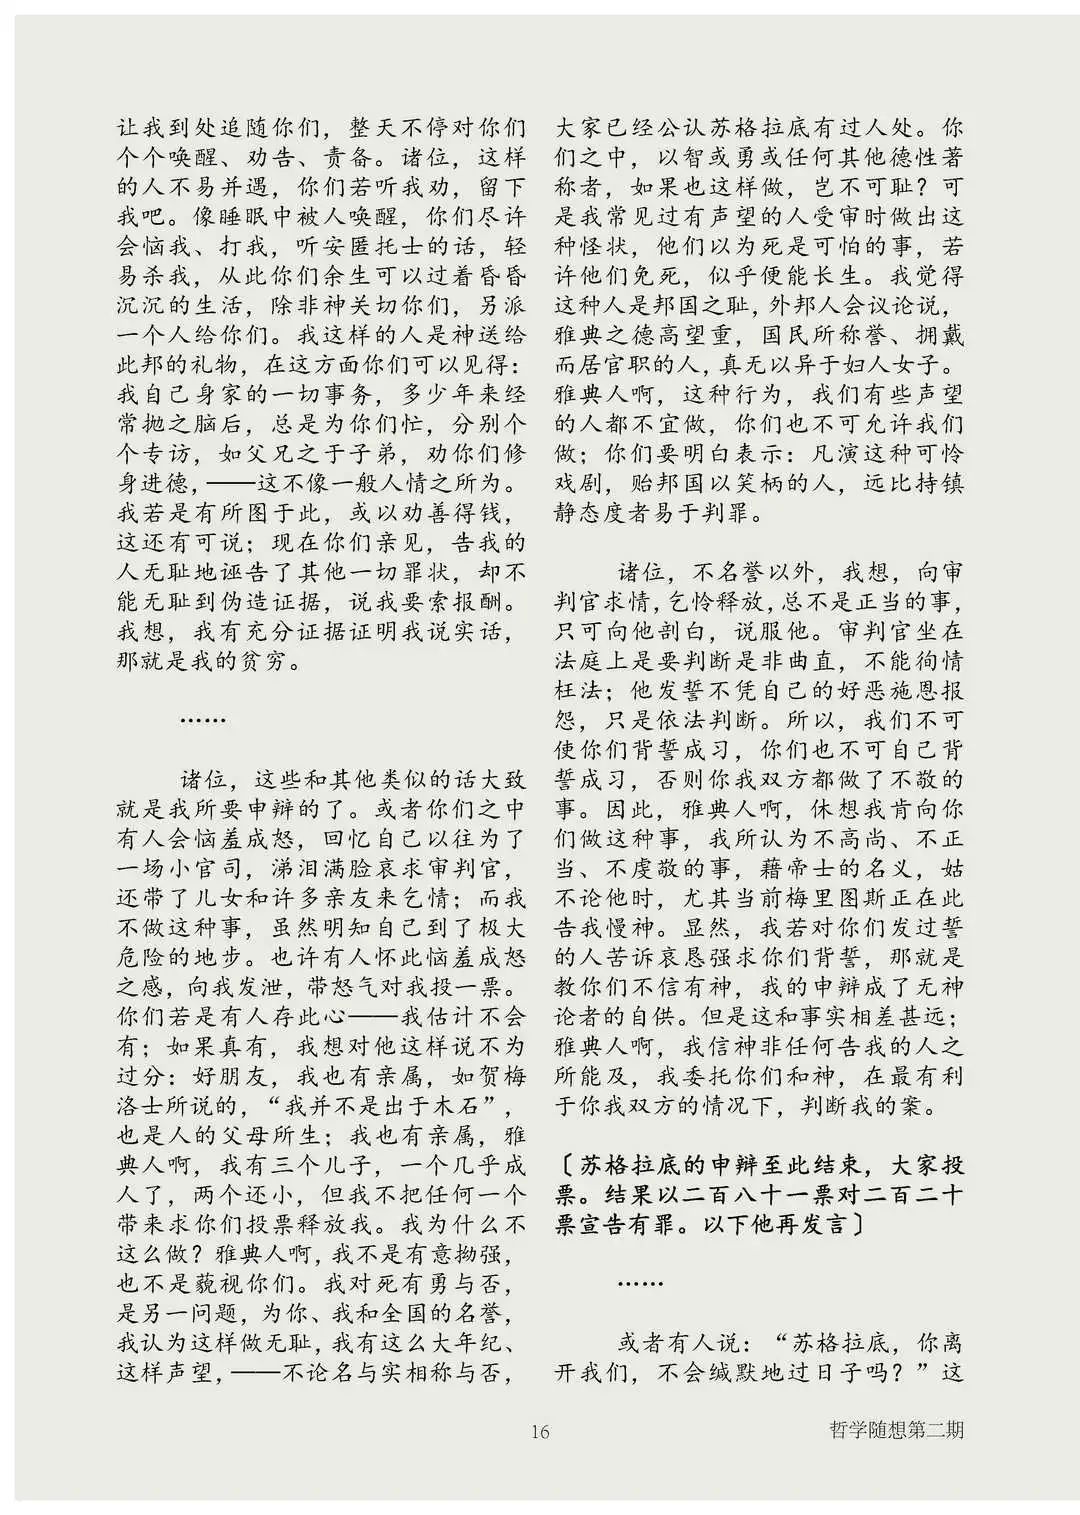 让我到处追随你们，整天不停对你们
个个唤醒、劝告、责备。诸位，这样
的人不易并遇，你们若听我劝，留下
我吧。像睡眠中被人唤醒，你们尽许
会恼我、打我，听安匿托士的话，轻
易杀我，从此你们余生可以过着昏昏
沉沉的生活，除非神关切你们，另派
一个人给你们。我这样的人是神送给
此邦的礼物，在这方面你们可以见得：
我自己身家的一切事务，多少年来经
常抛之脑后，总是为你们忙，分别个
个专访，如父兄之于子弟，劝你们修
身进德，——这不像一般人情之所为。
我若是有所图于此，或以劝善得钱，
这还有可说；现在你们亲见，告我的
人无耻地诬告了其他一切罪状，却不
能无耻到伪造证据，说我要索报酬。
我想，我有充分证据证明我说实话，
那就是我的贫穷。
……
诸位，这些和其他类似的话大致
就是我所要申辩的了。或者你们之中
有人会恼羞成怒，回忆自己以往为了
一场小官司，涕泪满脸哀求审判官，
还带了儿女和许多亲友来乞情；而我
不做这种事，虽然明知自己到了极大
危险的地步。也许有人怀此恼羞成怒
之感，向我发泄，带怒气对我投一票。
你们若是有人存此心——我估计不会
有；如果真有，我想对他这样说不为
过分：好朋友，我也有亲属，如贺梅
洛士所说的，“我并不是出于木石”，
也是人的父母所生；我也有亲属，雅
典人啊，我有三个儿子，一个几乎成
人了，两个还小，但我不把任何一个
带来求你们投票释放我。我为什么不
这么做？雅典人啊，我不是有意拗强，
也不是藐视你们。我对死有勇与否，
是另一问题，为你、我和全国的名誉，
我认为这样做无耻，我有这么大年纪、
这样声望，——不论名与实相称与否，
大家已经公认苏格拉底有过人处。你
们之中，以智或勇或任何其他德性著
称者，如果也这样做，岂不可耻？可
是我常见过有声望的人受审时做出这
种怪状，他们以为死是可怕的事，若
许他们免死，似乎便能长生。我觉得
这种人是邦国之耻，外邦人会议论说，
雅典之德高望重，国民所称誉、拥戴
而居官职的人，真无以异于妇人女子。
雅典人啊，这种行为，我们有些声望
的人都不宜做，你们也不可允许我们
做；你们要明白表示：凡演这种可怜
戏剧，贻邦国以笑柄的人，远比持镇
静态度者易于判罪。
诸位，不名誉以外，我想，向审
判官求情，乞怜释放，总不是正当的事，
只可向他剖白，说服他。审判官坐在
法庭上是要判断是非曲直，不能徇情
枉法；他发誓不凭自己的好恶施恩报
怨，只是依法判断。所以，我们不可
使你们背誓成习，你们也不可自己背
誓成习，否则你我双方都做了不敬的
事。因此，雅典人啊，休想我肯向你
们做这种事，我所认为不高尚、不正
当、不虔敬的事，藉帝士的名义，姑
不论他时，尤其当前梅里图斯正在此
告我慢神。显然，我若对你们发过誓
的人苦诉哀恳强求你们背誓，那就是
教你们不信有神，我的申辩成了无神
论者的自供。但是这和事实相差甚远；
雅典人啊，我信神非任何告我的人之
所能及，我委托你们和神，在最有利
于你我双方的情况下，判断我的案。
〔苏格拉底的申辩至此结束，大家投
票。结果以二百八十一票对二百二十
票宣告有罪。以下他再发言〕
……
或者有人说：“苏格拉底，你离
开我们，不会缄默地过日子吗？”这
16
哲学随想第二期